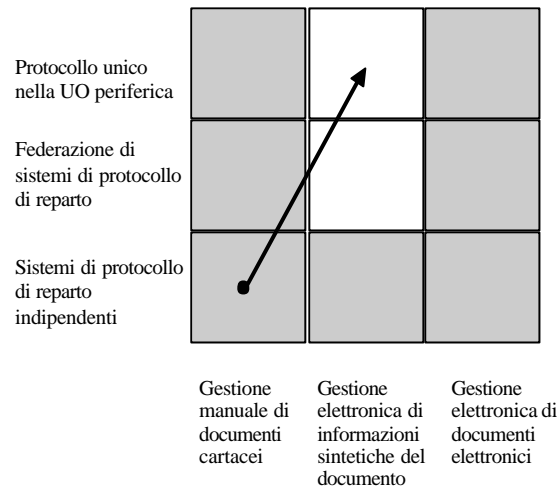 Protocollo unico
nella UO periferica
Federazione di
sistemi di protocollo
di reparto
Sistemi di protocollo
di reparto
indipendenti
Gestione
manuale di
documenti
cartacei
Gestione
elettronica di
informazioni
sintetiche del
documento
Gestione
elettronica di
documenti
elettronici